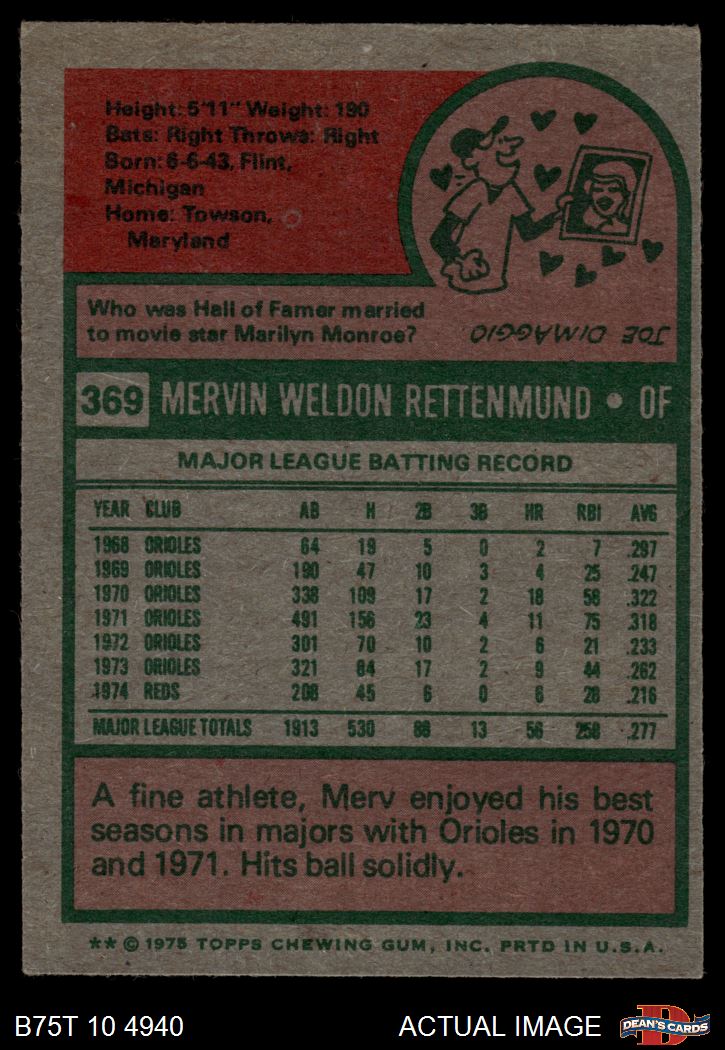 Height: 5'11" Weight: 190
Bats: Right Throws: Right
Born: 6-6-43, Flint,
Michigan
Home: Towson,
Maryland
Who was Hall of Famer married
to movie star Marilyn Monroe?
JOE DIMAGGIO
369 MERVIN WELDON RETTENMUND • OF
MAJOR LEAGUE BATTING RECORD
YEAR CLUB AB H 2B 3B HR RBI AVG
1968 ORIOLES 64 19 5 0 2 7 .297
1969 ORIOLES 190 47 10 3 4 25 .247
1970 ORIOLES 338 109 17 2 18 58 .322
1971 ORIOLES 491 156 23 4 11 75 .318
1972 ORIOLES 301 70 10 2 6 21 .233
1973 ORIOLES 321 84 17 2 9 44 .262
1974 REDS 208 45 6 0 6 28 .216
MAJOR LEAGUE TOTALS 1913 530 88 13 56 258 .277
A fine athlete, Merv enjoyed his best
seasons in majors with Orioles in 1970
and 1971. Hits ball solidly.
** © 1975 TOPPS CHEWING GUM, INC. PRTD IN U.S.A.
B75T 10 4940 ACTUAL IMAGE DEAN'S CARDS